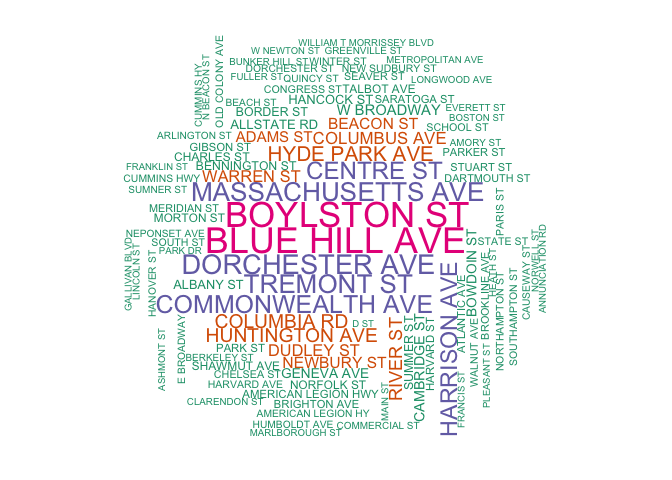 WILLIAM T MORRISSEY BLVD
W NEWTON ST
GREENVILLE ST
BUNKER HILL ST
WINTER ST
METROPOLITAN AVE
DORCHESTER ST
NEW SUDBURY ST
FULLER ST
QUINCY ST
SEAVER ST
LONGWOOD AVE
CONGRESS ST
TALBOT AVE
BEACH ST
HANCOCK ST
SARATOGA ST
BORDER ST
W BROADWAY
EVERETT ST
BOSTON ST
CUMMINS HY
N BEACON ST
OLD COLONY AVE
ALLSTATE RD
BEACON ST
SCHOOL ST
ARLINGTON ST
ADAMS ST
COLUMBUS AVE
AMORY ST
GIBSON ST
HYDE PARK AVE
PARKER ST
CHARLES ST
BENNINGTON ST
CENTRE ST
STUART ST
FRANKLIN ST
CUMMINS HWY
WARREN ST
DARTMOUTH ST
SUMNER ST
MASSACHUSETTS AVE
PARIS ST
MERIDIAN ST
BOYLSTON ST
MORTON ST
NEPONSET AVE
BLUE HILL AVE
STATE ST
SOUTH ST
PARK DR
GALLIVAN BLVD
LINCOLN ST
HANOVER ST
DORCHESTER AVE
BOWDOIN ST
HEATH ST
NORWELL ST
ANNUNCIATION RD
ALBANY ST
TREMONT ST
COMMONWEALTH AVE
HARRISON AVE
ATLANTIC AVE
WALNUT AVE
BROOKLINE AVE
PLEASANT ST
NORTHAMPTON ST
SOUTHAMPTON ST
CAUSEWAY ST
COLUMBIA RD
D ST
HUNTINGTON AVE
ASHMONT ST
E BROADWAY
PARK ST
DUDLEY ST
BERKELEY ST
SHAWMUT AVE
NEWBURY ST
RIVER ST
SUMMER ST
CAMBRIDGE ST
HARVARD ST
FRANCIS ST
CHELSEA ST
GENEVA AVE
HARVARD AVE
NORFOLK ST
AMERICAN LEGION HWY
CLARENDON ST
BRIGHTON AVE
MAIN ST
AMERICAN LEGION HY
HUMBOLDT AVE
COMMERCIAL ST
MARLBOROUGH ST